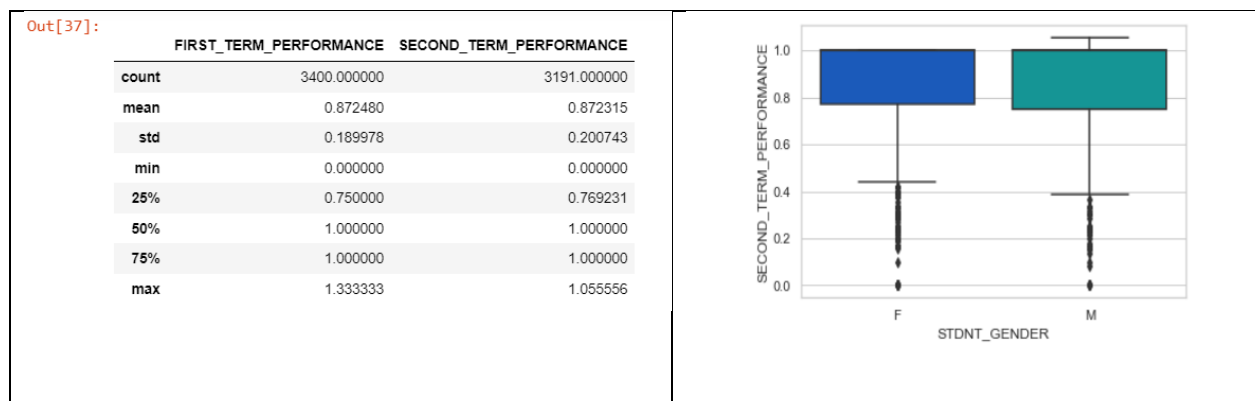 Out[37]:
FIRST_TERM_PERFORMANCE SECOND_TERM_PERFORMANCE
count 3400.000000 3191.000000
mean 0.872480 0.872315
std 0.189978 0.200743
min 0.000000 0.000000
25% 0.750000 0.769231
50% 1.000000 1.000000
75% 1.000000 1.000000
max 1.333333 1.055556
SECOND_TERM_PERFORMANCE
1.0
0.8
0.6
0.4
0.2
0.0
F M
STDNT_GENDER